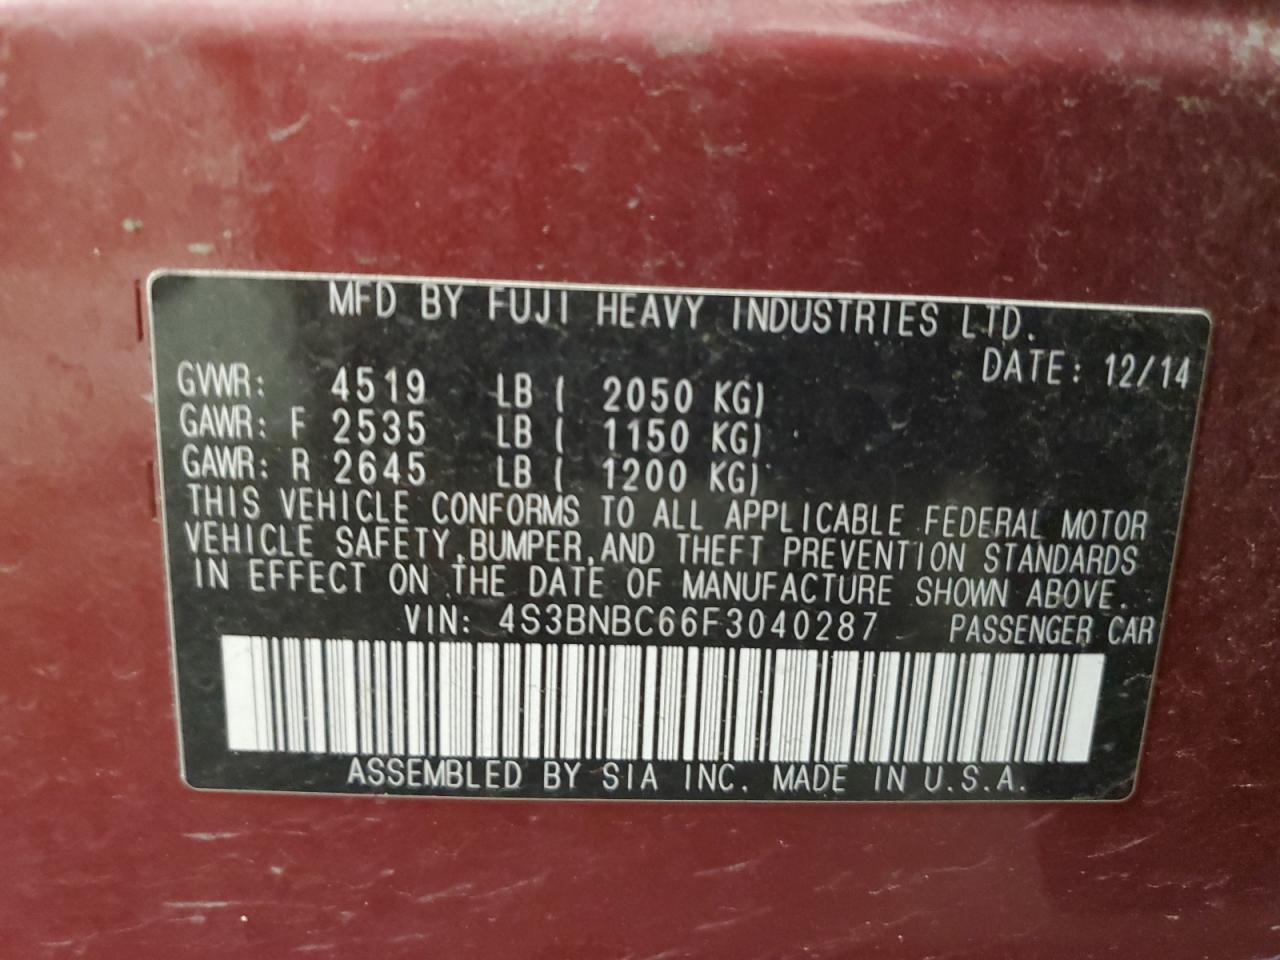 MFD BY FUJI HEAVY INDUSTRIES LTD.
DATE: 12/14
GVWR: 4519 LB ( 2050 KG)
GAWR: F 2535 LB ( 1150 KG)
GAWR: R 2645 LB ( 1200 KG)
THIS VEHICLE CONFORMS TO ALL APPLICABLE FEDERAL MOTOR
VEHICLE SAFETY,BUMPER,AND THEFT PREVENTION STANDARDS
IN EFFECT ON THE DATE OF MANUFACTURE SHOWN ABOVE.
VIN: 4S3BNBC66F3040287 PASSENGER CAR
ASSEMBLED BY SIA INC. MADE IN U.S.A.